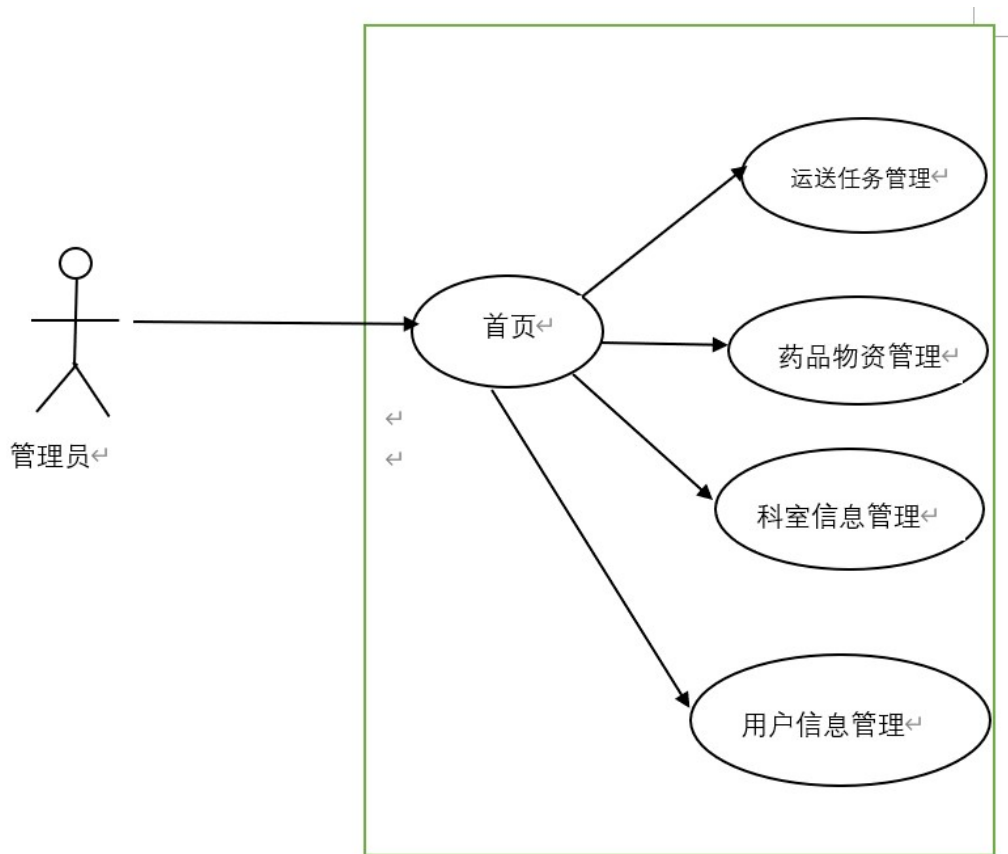 运送任务管理
首页
药品物资管理
管理员
科室信息管理
用户信息管理